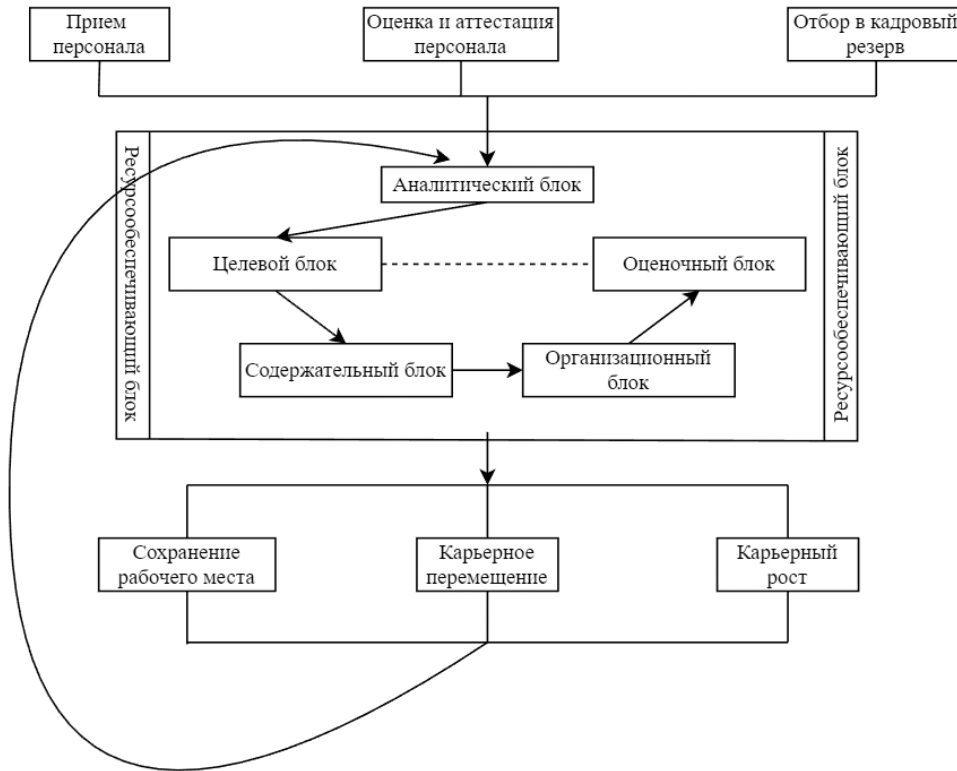 Прием
персонала
Оценка и аттестация
персонала
Отбор в кадровый
резерв
Ресурсообеспечивающий блок
Аналитический блок
Целевой блок
Оценочный блок
Содержательный блок
Организационный
блок
Ресурсообеспечивающий блок
Сохранение
рабочего места
Карьерное
перемещение
Карьерный
рост